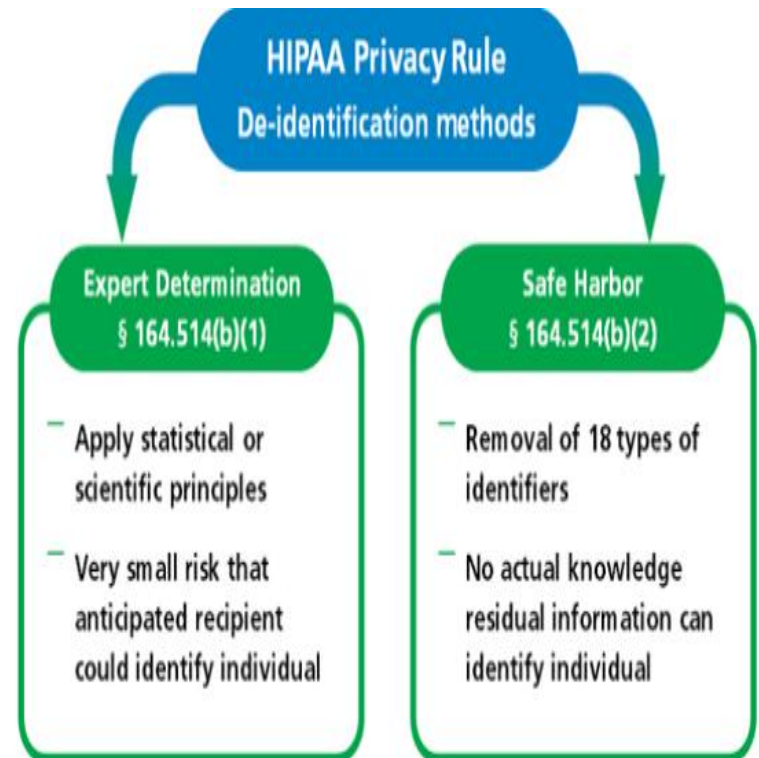 HIPAA Privacy Rule
De-identification methods
Expert Determination
§ 164.514(b)(1)
– Apply statistical or
scientific principles
– Very small risk that
anticipated recipient
could identify individual
Safe Harbor
§ 164.514(b)(2)
– Removal of 18 types of
identifiers
– No actual knowledge
residual information can
identify individual